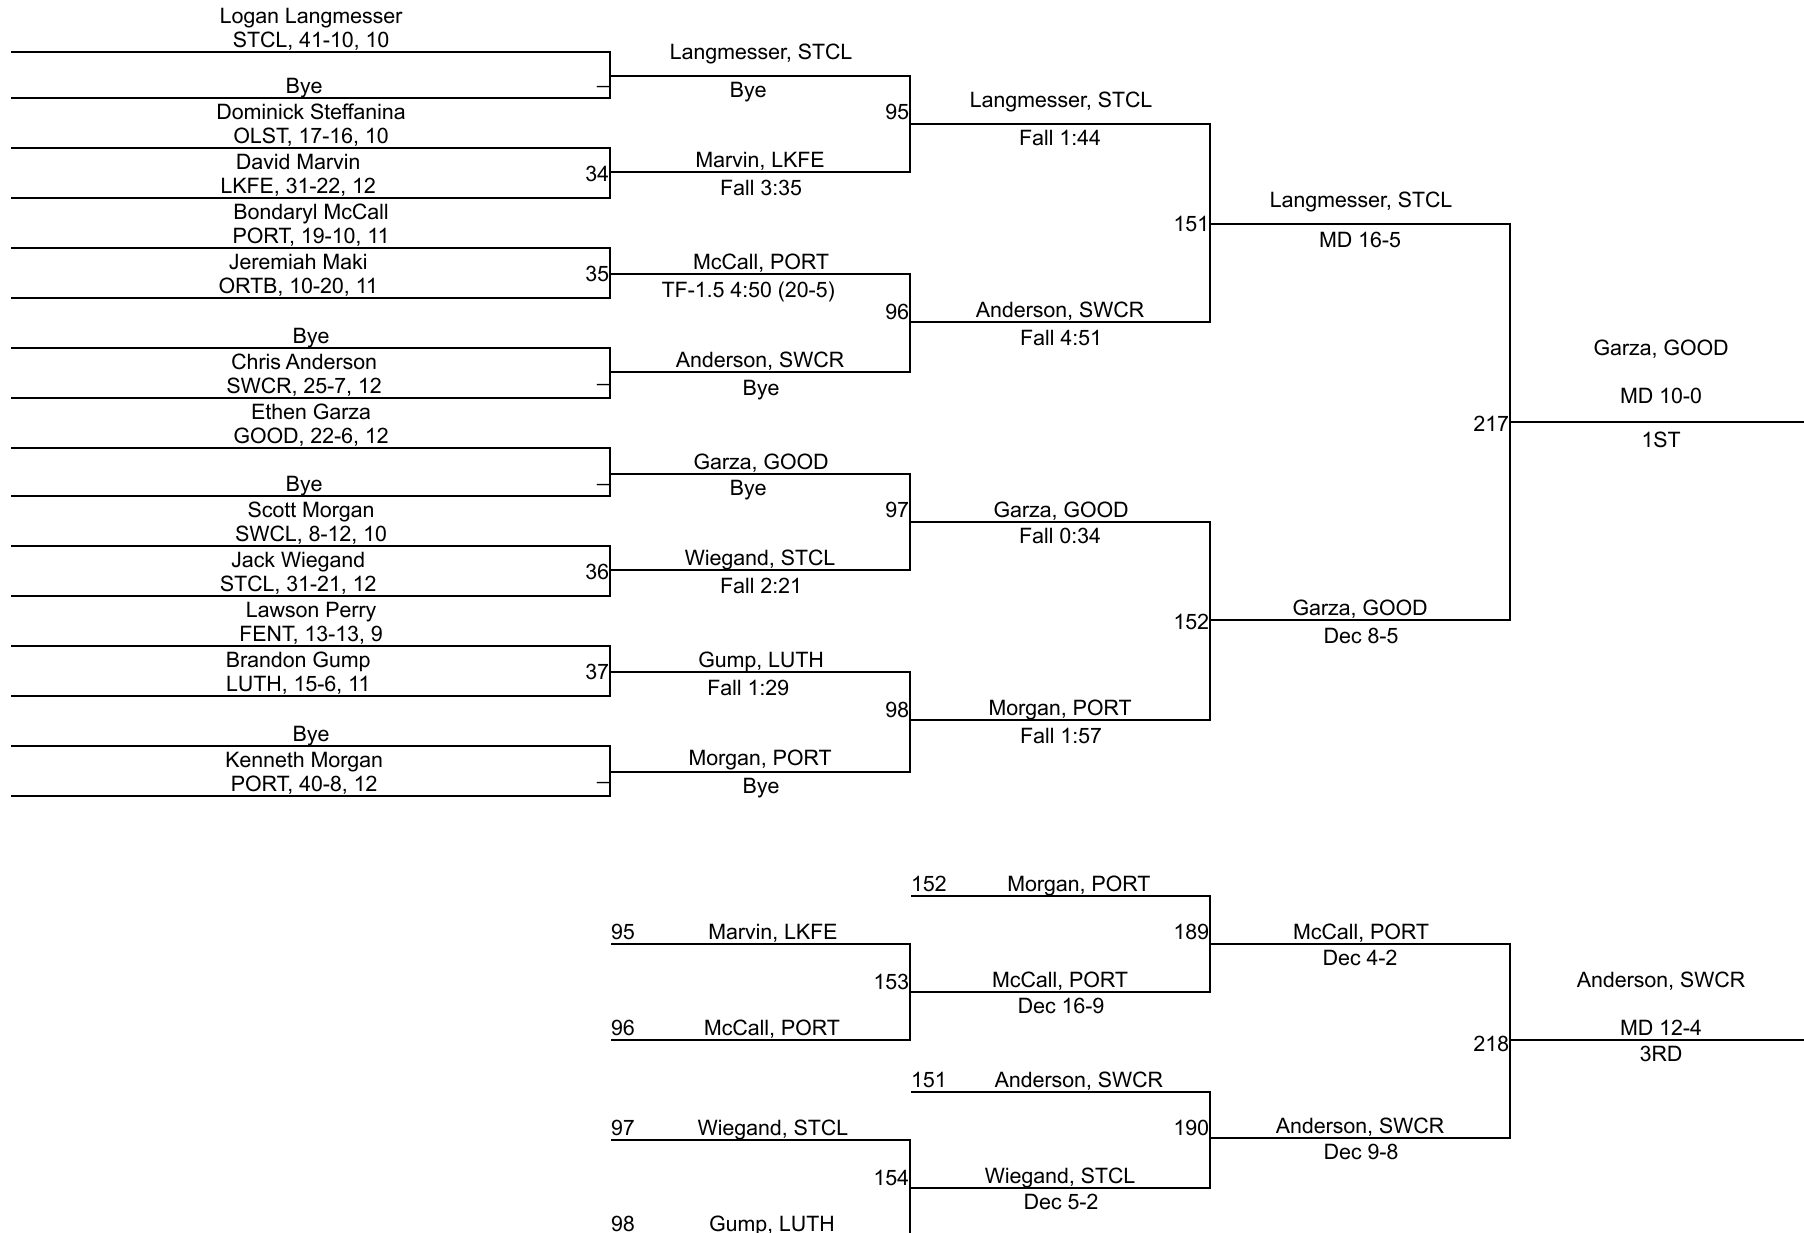 Logan Langmesser
STCL, 41-10, 10
Bye
Dominick Steffanina
OLST, 17-16, 10
David Marvin
LKFE, 31-22, 12
34
Bondaryl McCall
PORT, 19-10, 11
Jeremiah Maki
ORTB, 10-20, 11
35
Bye
Chris Anderson
SWCR, 25-7, 12
Ethen Garza
GOOD, 22-6, 12
Bye
Scott Morgan
SWCL, 8-12, 10
Jack Wiegand
STCL, 31-21, 12
36
Lawson Perry
FENT, 13-13, 9
Brandon Gump
LUTH, 15-6, 11
37
Bye
Kenneth Morgan
PORT, 40-8, 12
Langmesser, STCL
Bye
95
Marvin, LKFE
Fall 3:35
McCall, PORT
TF-1.5 4:50 (20-5)
96
Anderson, SWCR
Bye
Garza, GOOD
Bye
97
Wiegand, STCL
Fall 2:21
Gump, LUTH
Fall 1:29
98
Morgan, PORT
Bye
Langmesser, STCL
Fall 1:44
151
Anderson, SWCR
Fall 4:51
Garza, GOOD
Fall 0:34
152
Morgan, PORT
Fall 1:57
Langmesser, STCL
MD 16-5
217
Garza, GOOD
Dec 8-5
Garza, GOOD
MD 10-0
1ST
152 Morgan, PORT
95 Marvin, LKFE
153
96 McCall, PORT
McCall, PORT
Dec 16-9
189
151 Anderson, SWCR
97 Wiegand, STCL
154
98 Gump, LUTH
Wiegand, STCL
Dec 5-2
190
McCall, PORT
Dec 4-2
218
Anderson, SWCR
Dec 9-8
Anderson, SWCR
MD 12-4
3RD